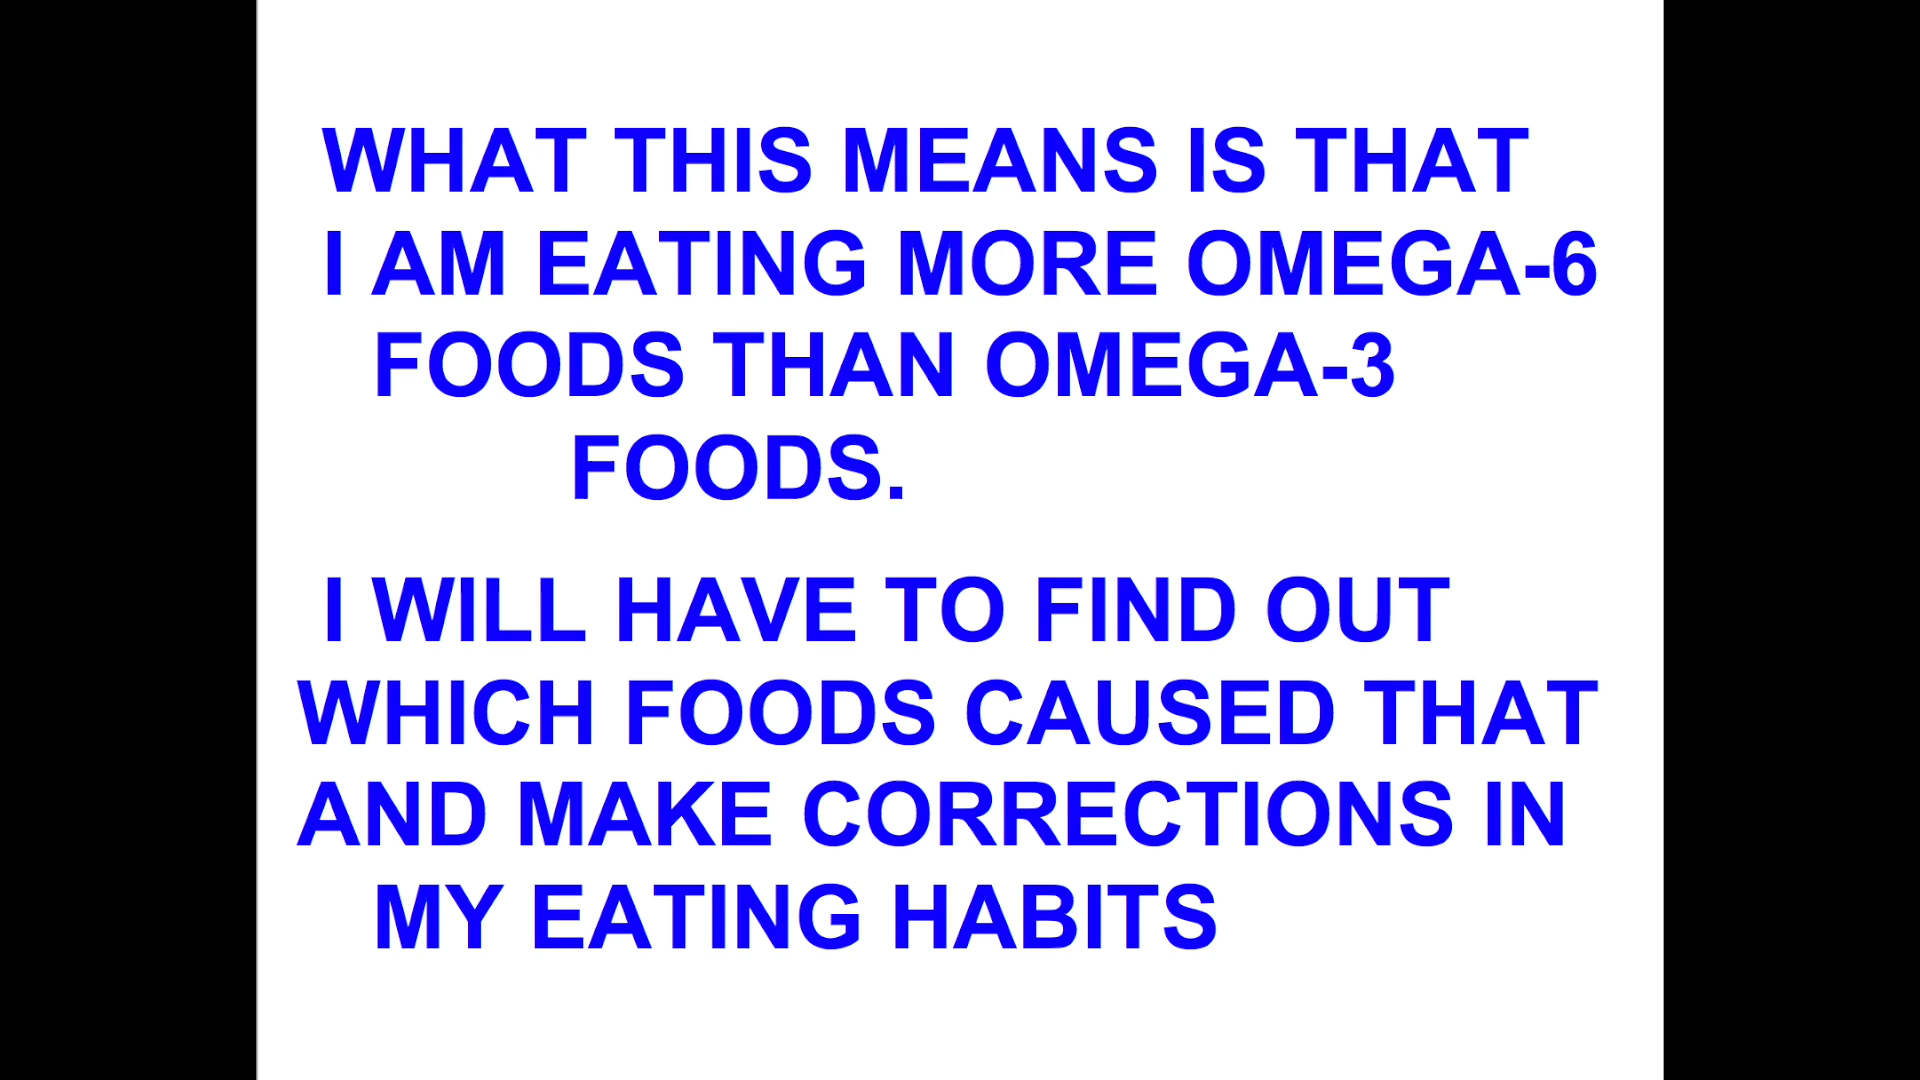 WHAT THIS MEANS IS THAT
I AM EATING MORE OMEGA-6
FOODS THAN OMEGA-3
FOODS.
I WILL HAVE TO FIND OUT
WHICH FOODS CAUSED THAT
AND MAKE CORRECTIONS IN
MY EATING HABITS